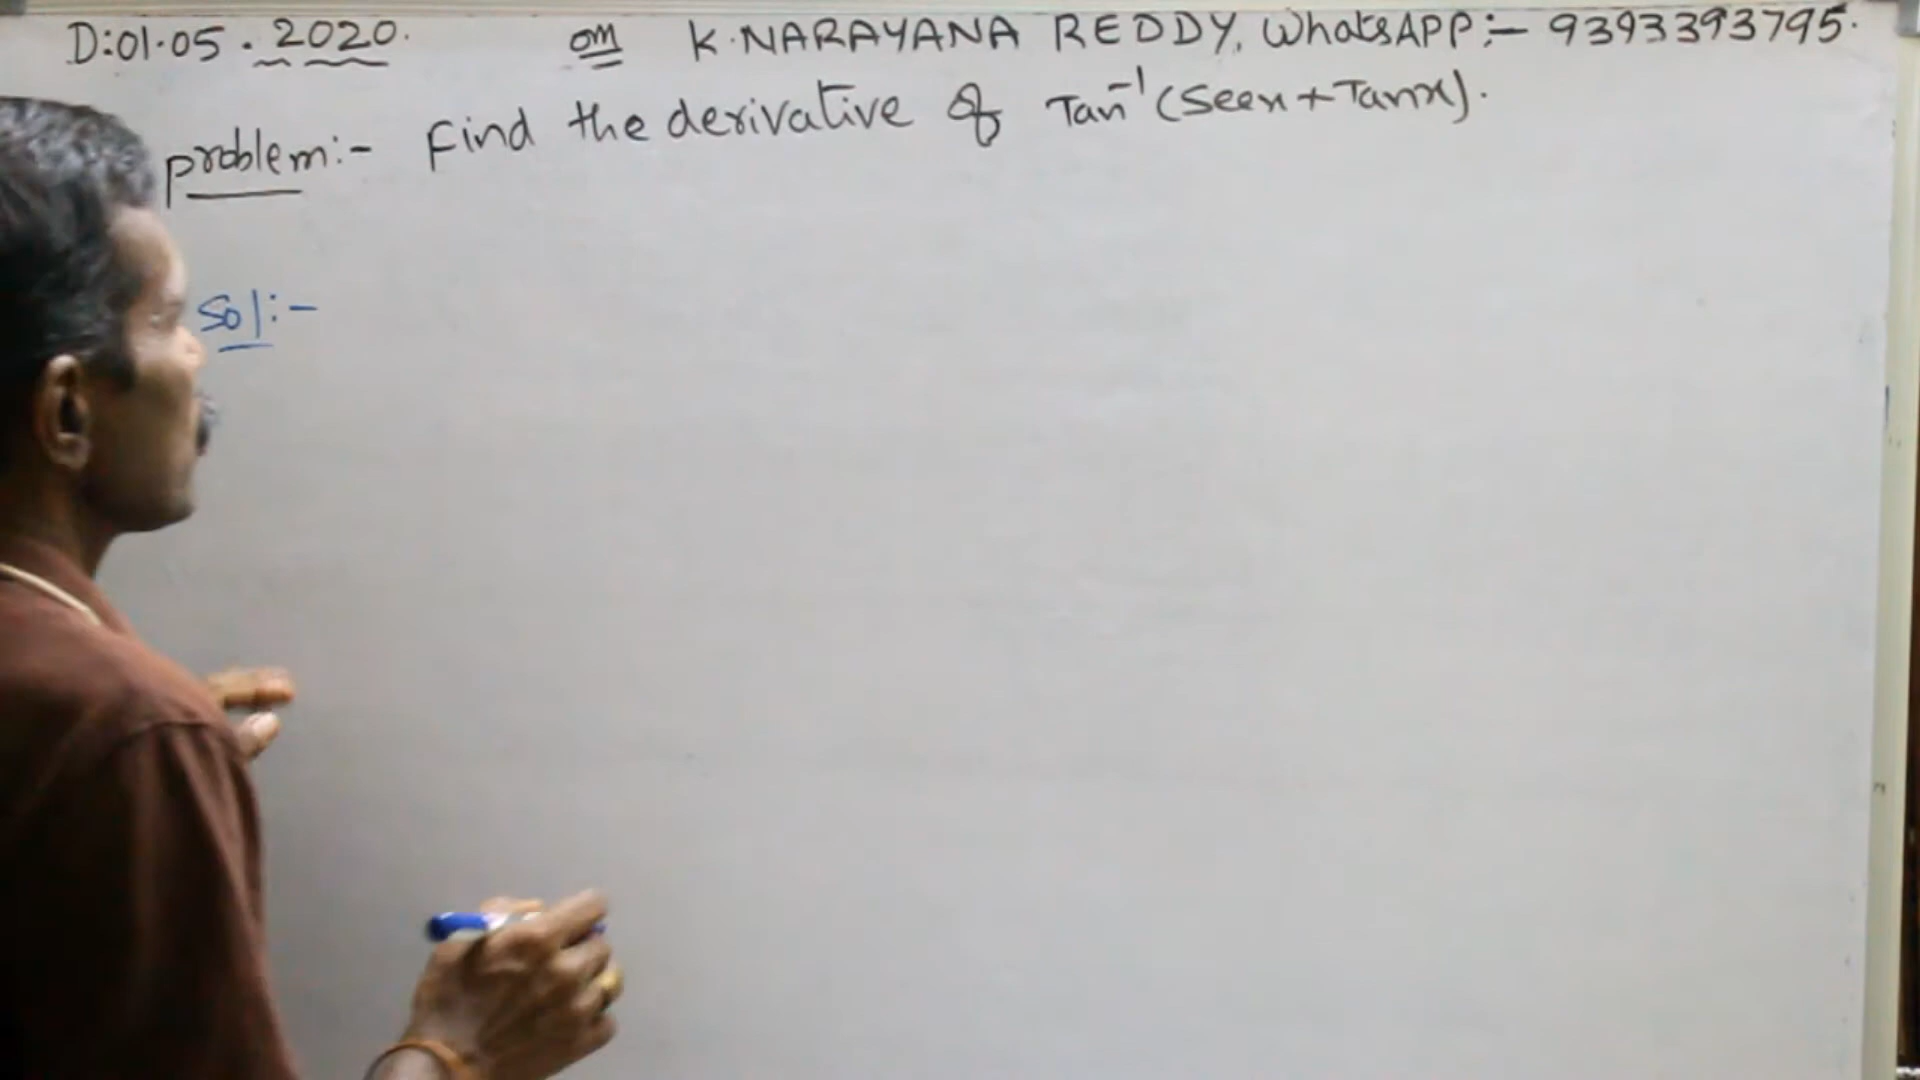 D:01.05.2020. om K.NARAYANA REDDY, WhatsAPP:- 9393393795.
problem:- Find the derivative of Tan⁻¹(Secx+Tanx).
Sol:-